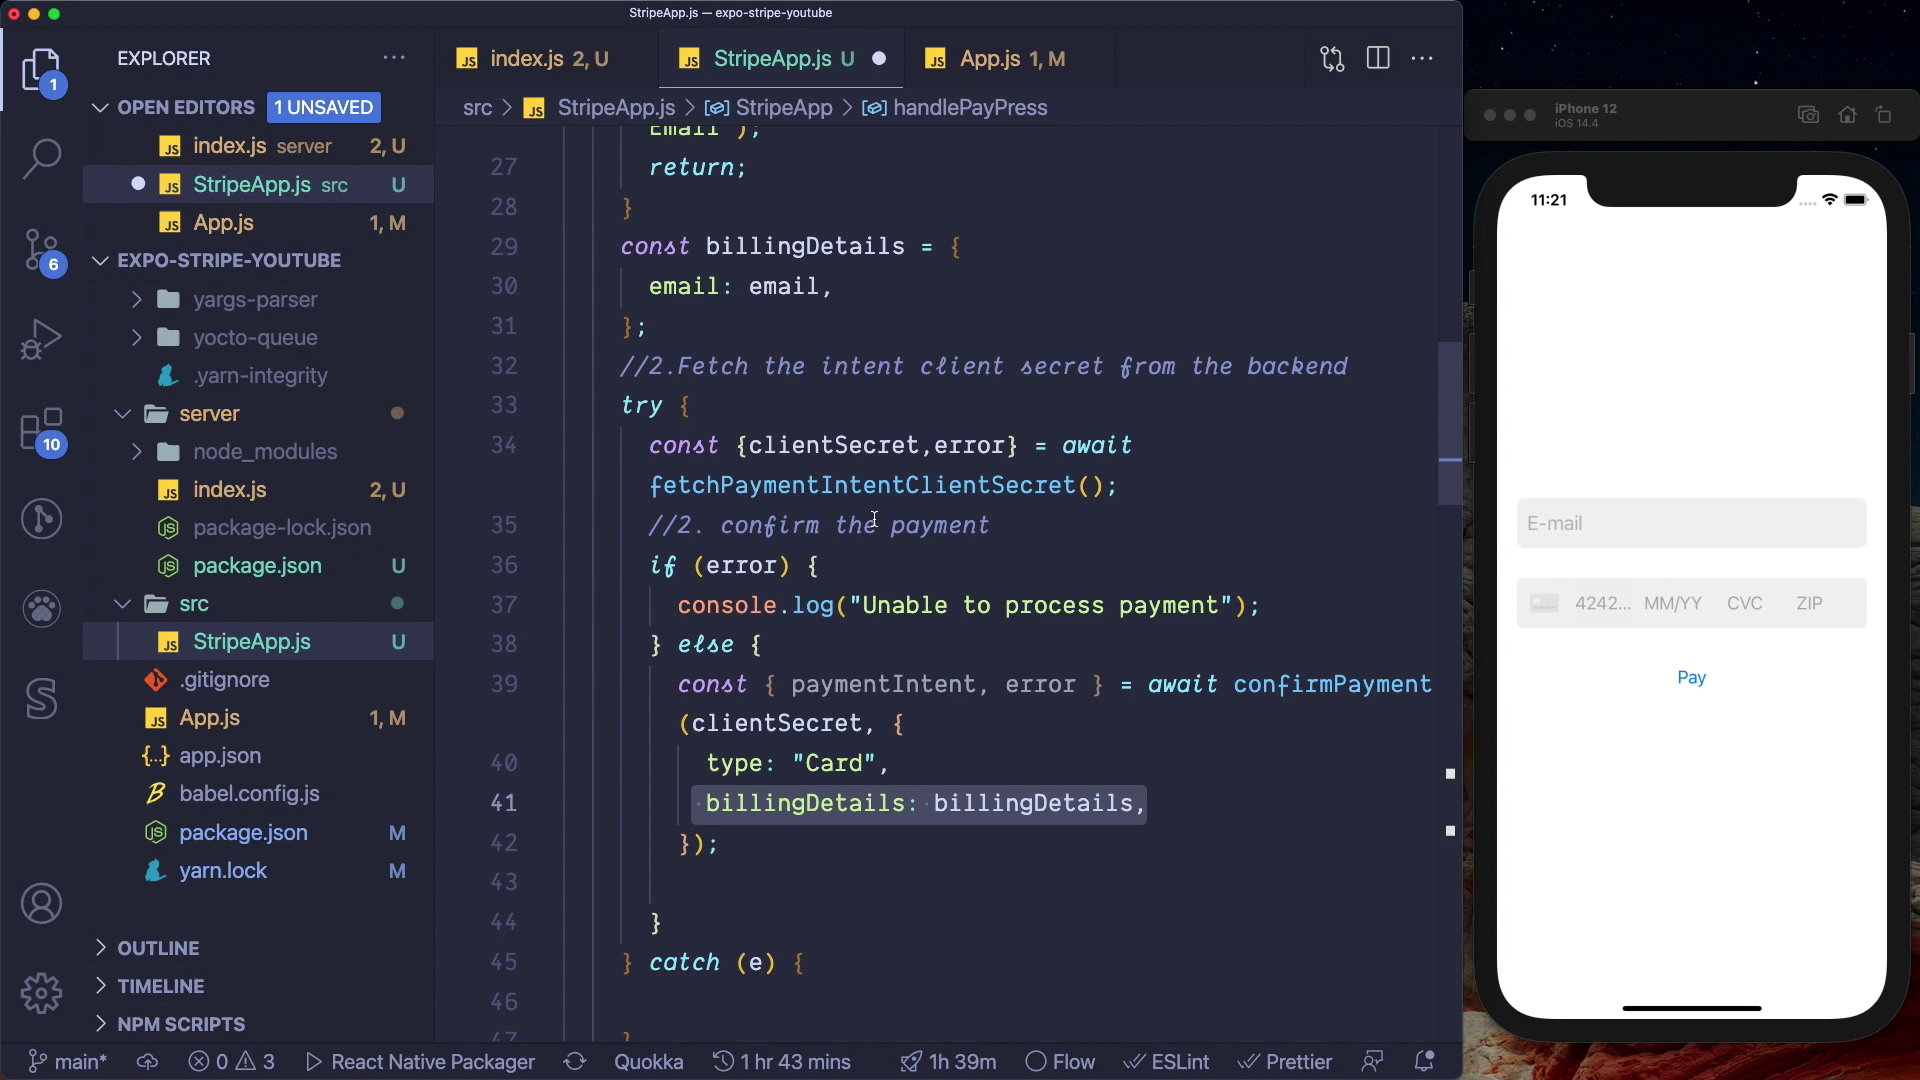 StripeApp.js — expo-stripe-youtube
EXPLORER
index.js 2, U
StripeApp.js U
App.js 1, M
1
OPEN EDITORS 1 UNSAVED
src > StripeApp.js > StripeApp > handlePayPress
index.js server 2, U
StripeApp.js src U
App.js 1, M
EXPO-STRIPE-YOUTUBE
6
yargs-parser
yocto-queue
.yarn-integrity
server
10
node_modules
index.js 2, U
package-lock.json
package.json U
src
StripeApp.js U
.gitignore
App.js 1, M
app.json
babel.config.js
package.json M
yarn.lock M
OUTLINE
TIMELINE
NPM SCRIPTS
Email");
27 return;
28 }
29 const billingDetails = {
30 email: email,
31 };
32 //2.Fetch the intent client secret from the backend
33 try {
34 const {clientSecret,error} = await
fetchPaymentIntentClientSecret();
35 //2. confirm the payment
36 if (error) {
37 console.log("Unable to process payment");
38 } else {
39 const { paymentIntent, error } = await confirmPayment
(clientSecret, {
40 type: "Card",
41 billingDetails: billingDetails,
42 });
43
44 }
45 } catch (e) {
46
47 }
main* 0 3 React Native Packager Quokka 1 hr 43 mins 1h 39m Flow ESLint Prettier
iPhone 12
iOS 14.4
11:21
E-mail
4242... MM/YY CVC ZIP
Pay